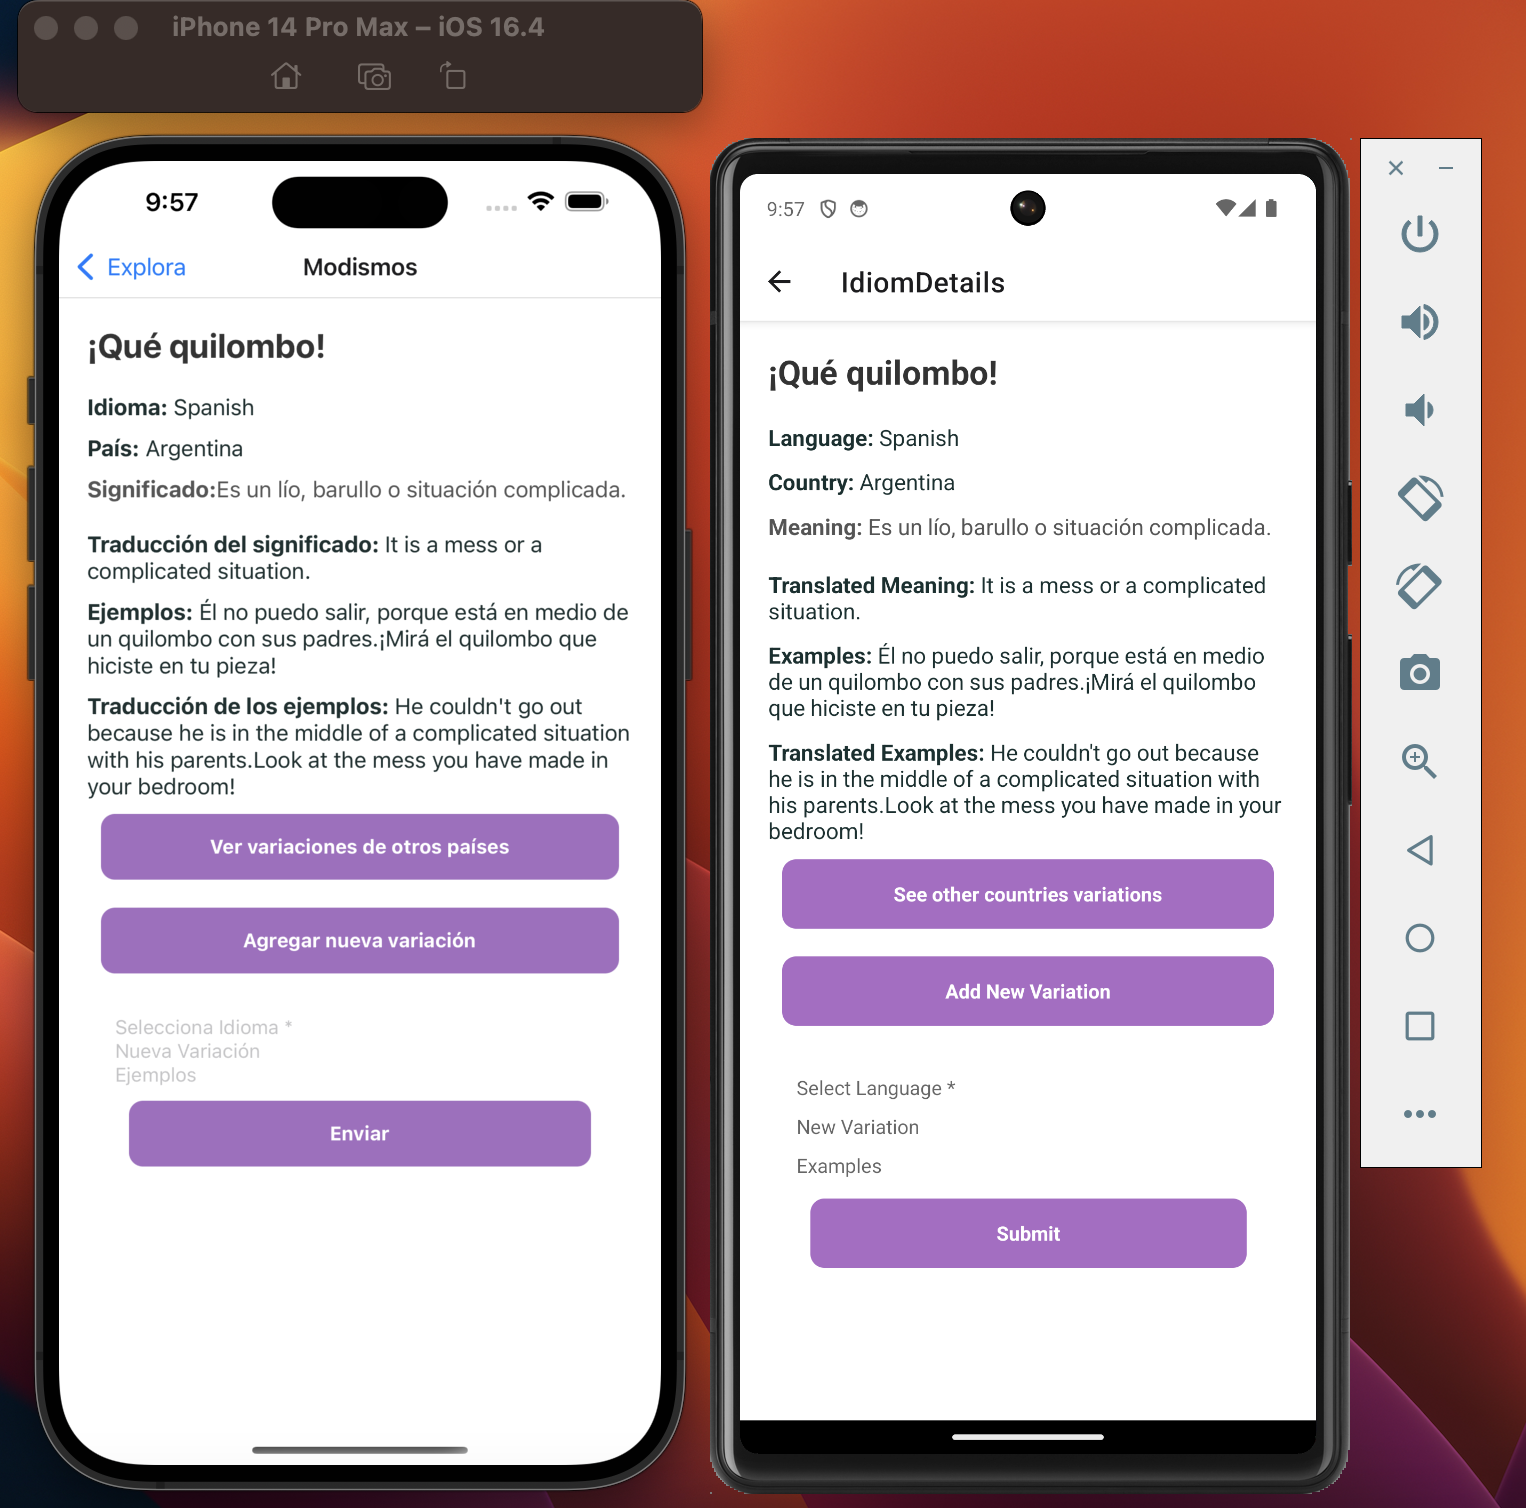 iPhone 14 Pro Max – iOS 16.4
9:57
Explora
Modismos
¡Qué quilombo!
Idioma: Spanish
País: Argentina
Significado:Es un lío, barullo o situación complicada.
Traducción del significado: It is a mess or a
complicated situation.
Ejemplos: Él no puedo salir, porque está en medio de
un quilombo con sus padres.¡Mirá el quilombo que
hiciste en tu pieza!
Traducción de los ejemplos: He couldn't go out
because he is in the middle of a complicated situation
with his parents.Look at the mess you have made in
your bedroom!
Ver variaciones de otros países
Agregar nueva variación
Selecciona Idioma *
Nueva Variación
Ejemplos
Enviar
9:57
IdiomDetails
¡Qué quilombo!
Language: Spanish
Country: Argentina
Meaning: Es un lío, barullo o situación complicada.
Translated Meaning: It is a mess or a complicated
situation.
Examples: Él no puedo salir, porque está en medio
de un quilombo con sus padres.¡Mirá el quilombo
que hiciste en tu pieza!
Translated Examples: He couldn't go out because
he is in the middle of a complicated situation with
his parents.Look at the mess you have made in your
bedroom!
See other countries variations
Add New Variation
Select Language *
New Variation
Examples
Submit